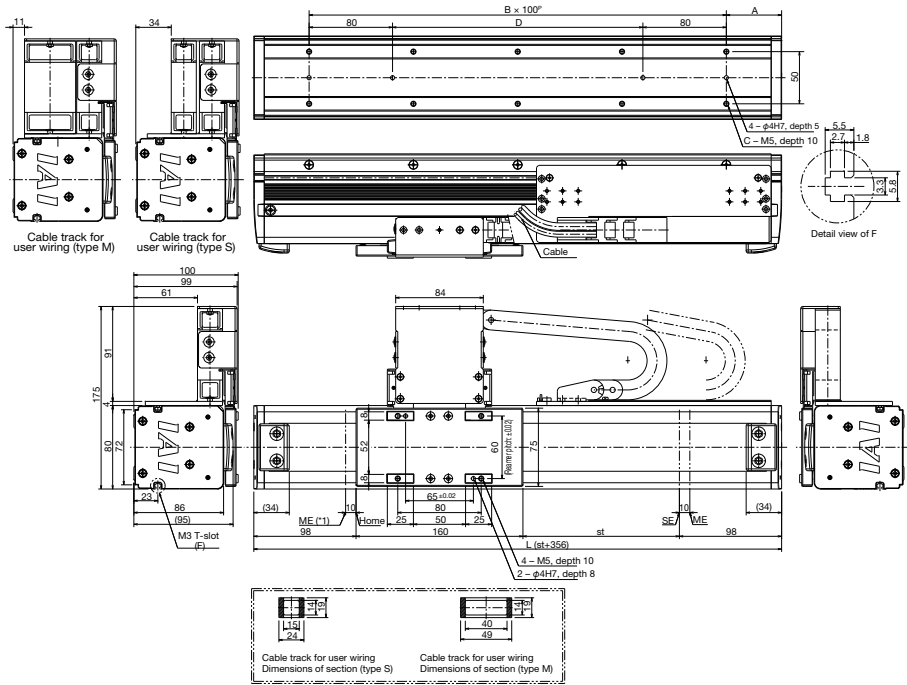 11
34
B × 100ᴾ
A
80
D
80
50
4 – φ4H7, depth 5
C – M5, depth 10
5.5
2.7
1.8
3.3
5.8
Detail view of F
IAI
IAI
Cable track for
user wiring (type M)
Cable track for
user wiring (type S)
Cable
100
99
61
84
175
91
4
80
72
IAI
8
52
8
60
Reamer pitch ±0.02
75
IAI
23
86
(95)
M3 T-slot
(F)
(34)
ME (*1)
10
Home
65 ±0.02
80
25
50
25
SE
10
ME
(34)
98
160
st
98
L (st+356)
4 – M5, depth 10
2 – φ4H7, depth 8
14
19
15
24
14
19
40
49
Cable track for user wiring
Dimensions of section (type S)
Cable track for user wiring
Dimensions of section (type M)